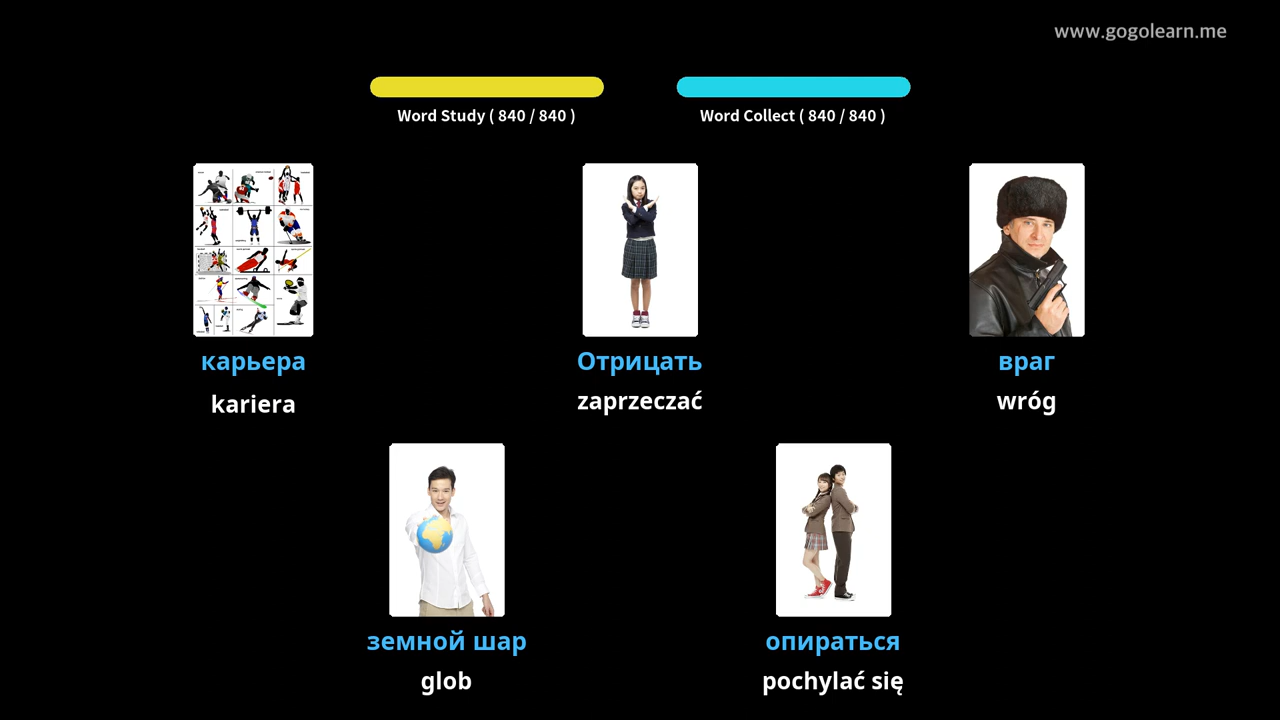 www.gogolearn.me
Word Study ( 840 / 840 )
Word Collect ( 840 / 840 )
карьера
kariera
Отрицать
zaprzeczać
враг
wróg
земной шар
glob
опираться
pochylać się